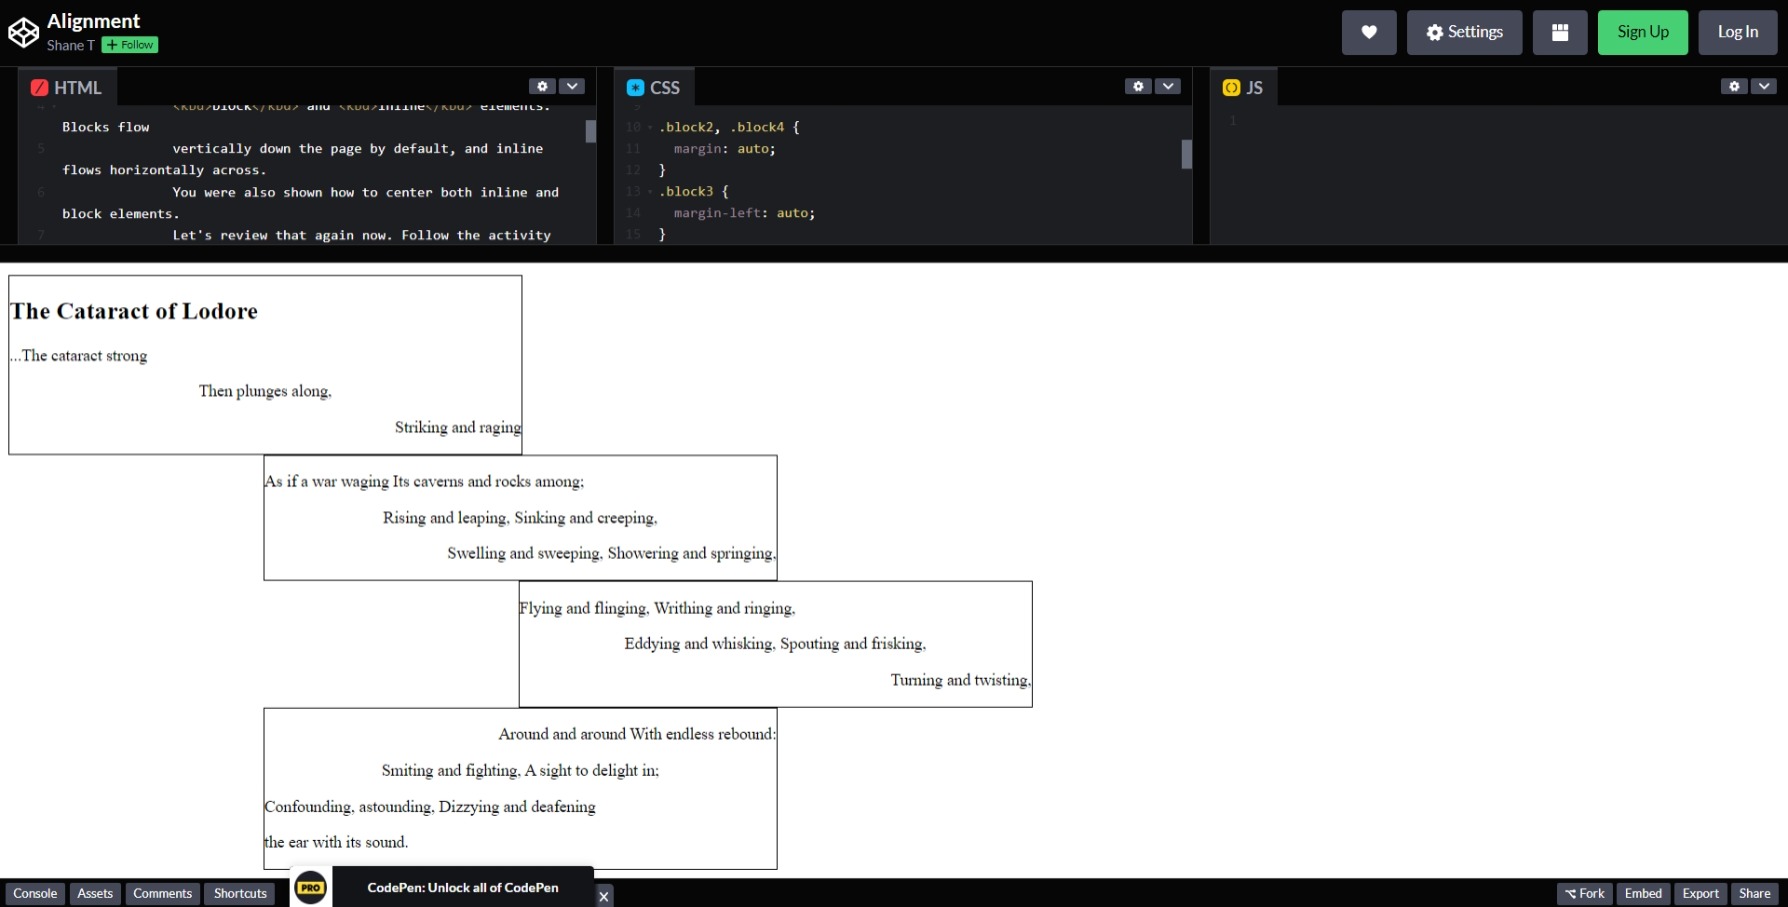 Alignment
Shane T + Follow
Settings
Sign Up
Log In
HTML
4 <kbd>block</kbd> and <kbd>inline</kbd> elements.
Blocks flow
5 vertically down the page by default, and inline
flows horizontally across.
6 You were also shown how to center both inline and
block elements.
7 Let's review that again now. Follow the activity
CSS
9
10 .block2, .block4 {
11 margin: auto;
12 }
13 .block3 {
14 margin-left: auto;
15 }
JS
1
The Cataract of Lodore
...The cataract strong
Then plunges along,
Striking and raging
As if a war waging Its caverns and rocks among;
Rising and leaping, Sinking and creeping,
Swelling and sweeping, Showering and springing,
Flying and flinging, Writhing and ringing,
Eddying and whisking, Spouting and frisking,
Turning and twisting,
Around and around With endless rebound:
Smiting and fighting, A sight to delight in;
Confounding, astounding, Dizzying and deafening
the ear with its sound.
Console
Assets
Comments
Shortcuts
PRO
CodePen: Unlock all of CodePen
X
Fork
Embed
Export
Share